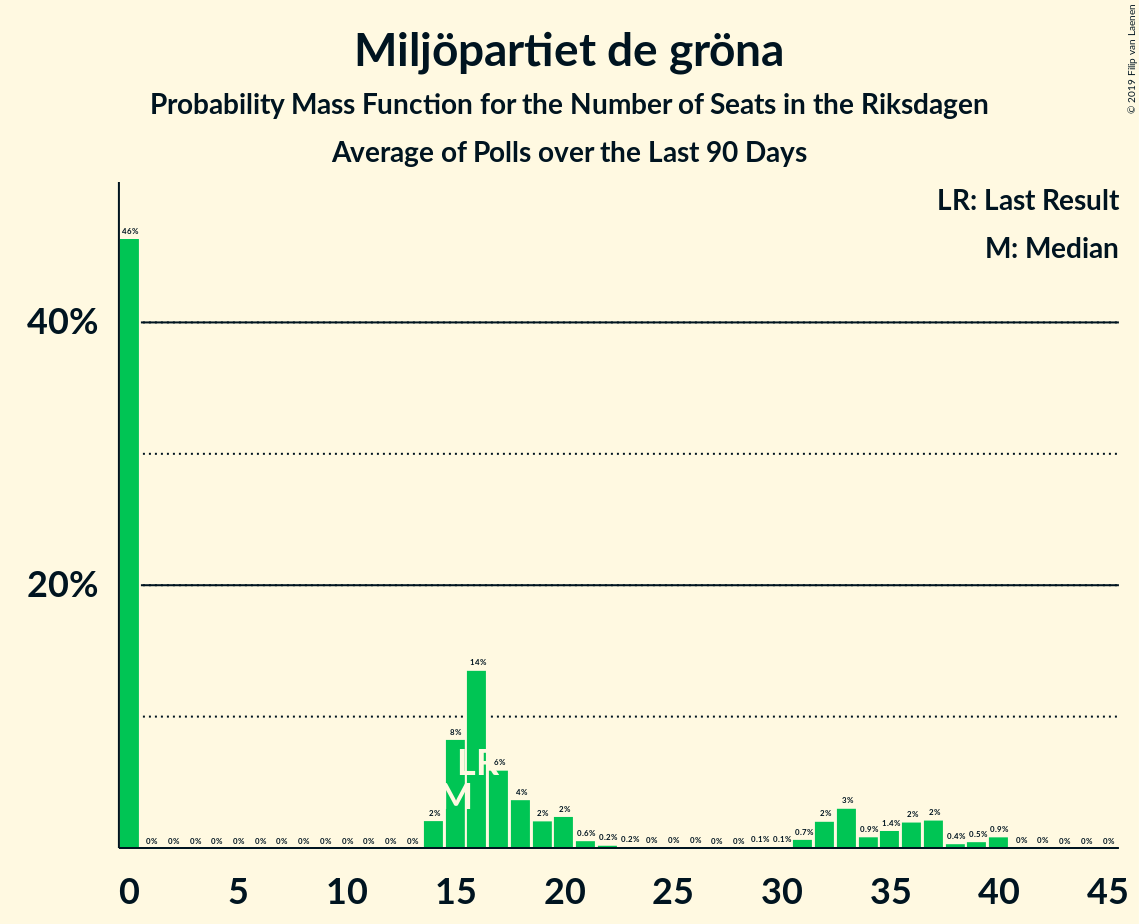 Miljöpartiet de gröna
Probability Mass Function for the Number of Seats in the Riksdagen
Average of Polls over the Last 90 Days
© 2019 Filip van Laenen
LR: Last Result
M: Median
40%
20%
46% 0% 0% 0% 0% 0% 0% 0% 0% 0% 0% 0% 0% 0% 2% 8% 14% 6% 4% 2% 2% 0.6% 0.2% 0.2% 0% 0% 0% 0% 0% 0.1% 0.1% 0.7% 2% 3% 0.9% 1.4% 2% 2% 0.4% 0.5% 0.9% 0% 0% 0% 0% 0%
LR
M
0 5 10 15 20 25 30 35 40 45